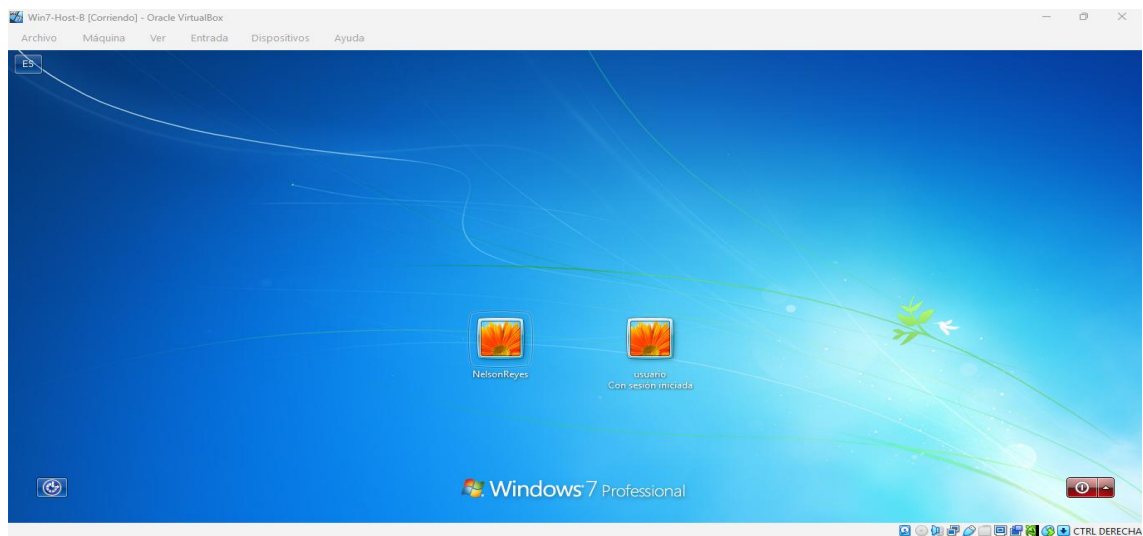 Win7-Host-B [Corriendo] - Oracle VirtualBox
Archivo Máquina Ver Entrada Dispositivos Ayuda
ES
NelsonReyes
usuario
Con sesión iniciada
Windows 7 Professional
CTRL DERECHA